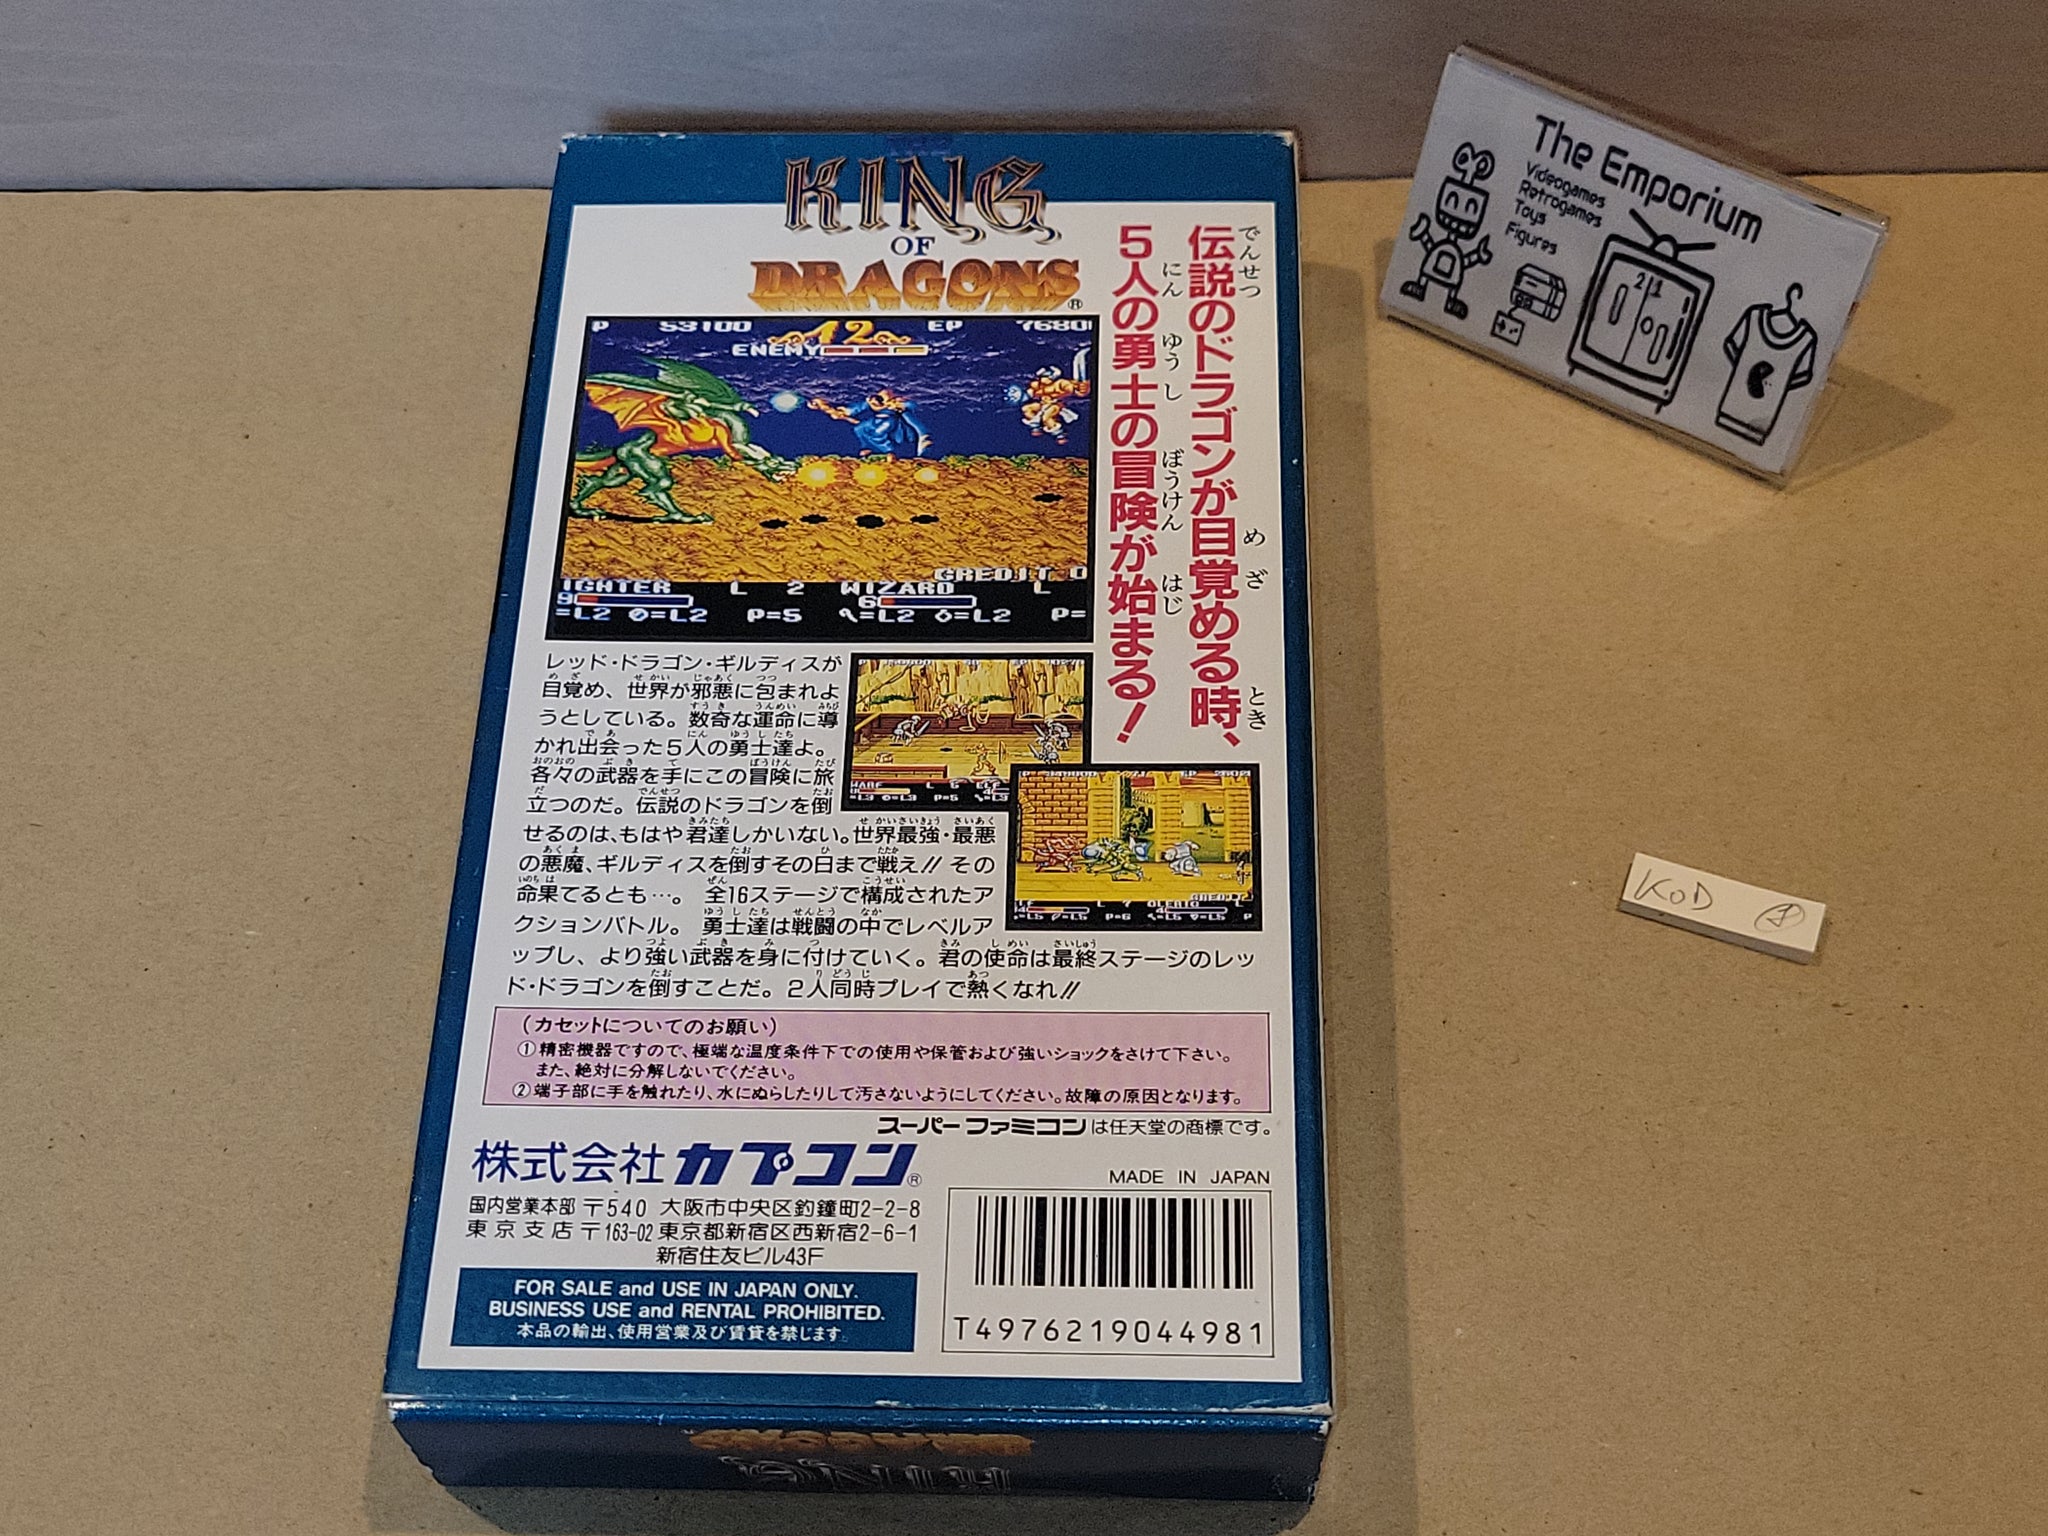 KING
OF
DRAGONS®
伝説のドラゴンが目覚める時、
5人の勇士の冒険が始まる!
P 53100 42 EP 7680
ENEMY
CREDIT 0
IGHTER L 2 WIZARD L
=L2 =L2 P=5 =L2 =L2 P=
レッド・ドラゴン・ギルディスが
目覚め、世界が邪悪に包まれよ
うとしている。数奇な運命に導
かれ出会った5人の勇士達よ。
各々の武器を手にこの冒険に旅
立つのだ。伝説のドラゴンを倒
せるのは、もはや君達しかいない。世界最強・最悪
の悪魔、ギルディスを倒すその日まで戦え!! その
命果てるとも…。 全16ステージで構成されたア
クションバトル。 勇士達は戦闘の中でレベルア
ップし、より強い武器を身に付けていく。君の使命は最終ステージのレッ
ド・ドラゴンを倒すことだ。2人同時プレイで熱くなれ!!
(カセットについてのお願い)
①精密機器ですので、極端な温度条件下での使用や保管および強いショックをさけて下さい。
また、絶対に分解しないでください。
②端子部に手を触れたり、水にぬらしたりして汚さないようにしてください。故障の原因となります。
スーパーファミコンは任天堂の商標です。
株式会社カプコン®
国内営業本部 〒540 大阪市中央区釣鐘町2-2-8
東京支店 〒163-02 東京都新宿区西新宿2-6-1
新宿住友ビル43F
FOR SALE and USE IN JAPAN ONLY.
BUSINESS USE and RENTAL PROHIBITED.
本品の輸出、使用営業及び賃貸を禁じます。
MADE IN JAPAN
T4976219044981
KING
DRAGONS
The Emporium
Videogames
Retrogames
Toys
Figures
21
KOD